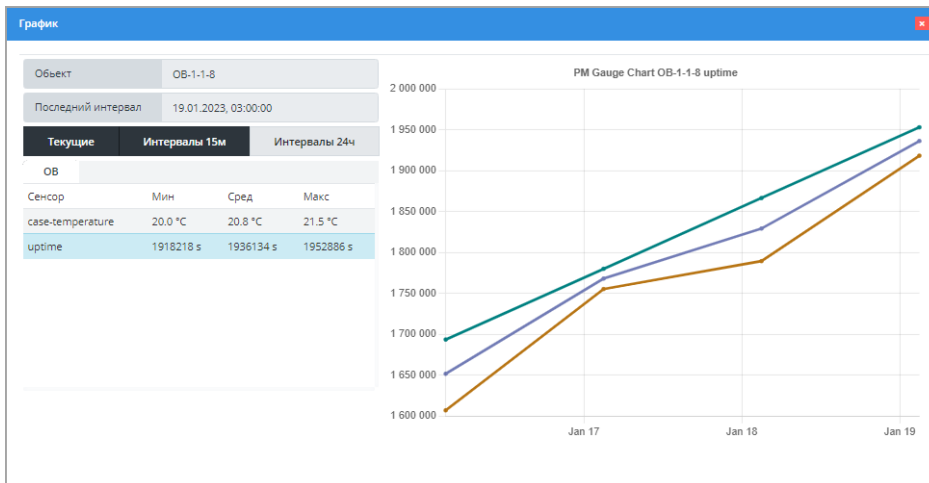 График
Обьект OB-1-1-8
Последний интервал 19.01.2023, 03:00:00
Текущие Интервалы 15м Интервалы 24ч
OB
Сенсор Мин Сред Макс
case-temperature 20.0 °C 20.8 °C 21.5 °C
uptime 1918218 s 1936134 s 1952886 s
PM Gauge Chart OB-1-1-8 uptime
2 000 000
1 950 000
1 900 000
1 850 000
1 800 000
1 750 000
1 700 000
1 650 000
1 600 000
Jan 17 Jan 18 Jan 19